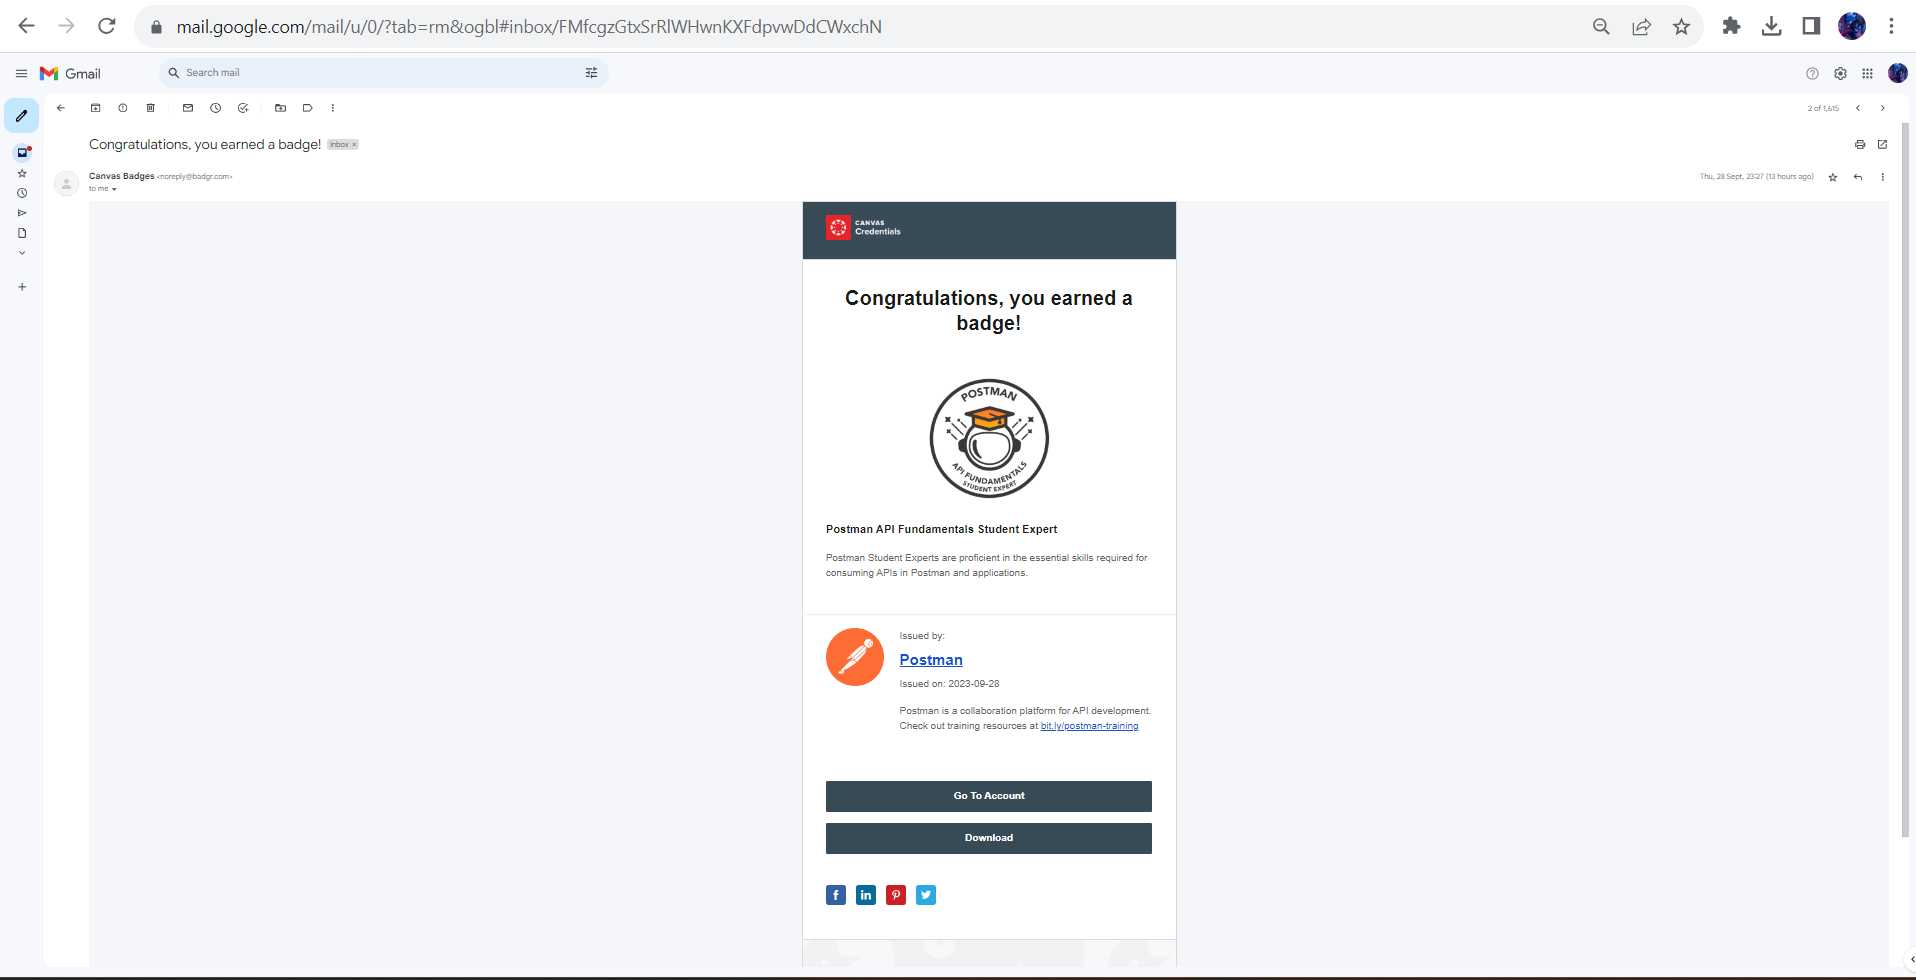 mail.google.com/mail/u/0/?tab=rm&ogbl#inbox/FMfcgzGtxSrRlWHwnKXFdpvwDdCWxchN
Gmail
Search mail
2 of 1,615
Congratulations, you earned a badge!
Inbox ×
Canvas Badges <noreply@badgr.com>
Thu, 28 Sept, 23:27 (13 hours ago)
to me
CANVAS
Credentials
Congratulations, you earned a
badge!
POSTMAN
API FUNDAMENTALS
STUDENT EXPERT
Postman API Fundamentals Student Expert
Postman Student Experts are proficient in the essential skills required for
consuming APIs in Postman and applications.
Issued by:
Postman
Issued on: 2023-09-28
Postman is a collaboration platform for API development.
Check out training resources at bit.ly/postman-training
Go To Account
Download